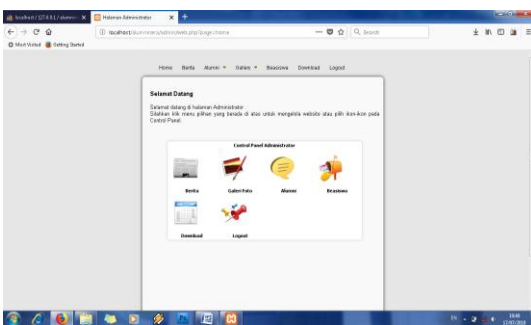 Halaman Administrator
Search
Most Visited Getting Started
Home Berita Alumni Galery Beasiswa Download Logout
Selamat Datang
Selamat datang di halaman Administrator.
Silahkan klik menu pilihan yang berada di atas untuk mengelola website atau pilih ikon-ikon pada
Control Panel.
Control Panel Administrator
Berita Galeri Foto Alumni Beasiswa
Download Logout